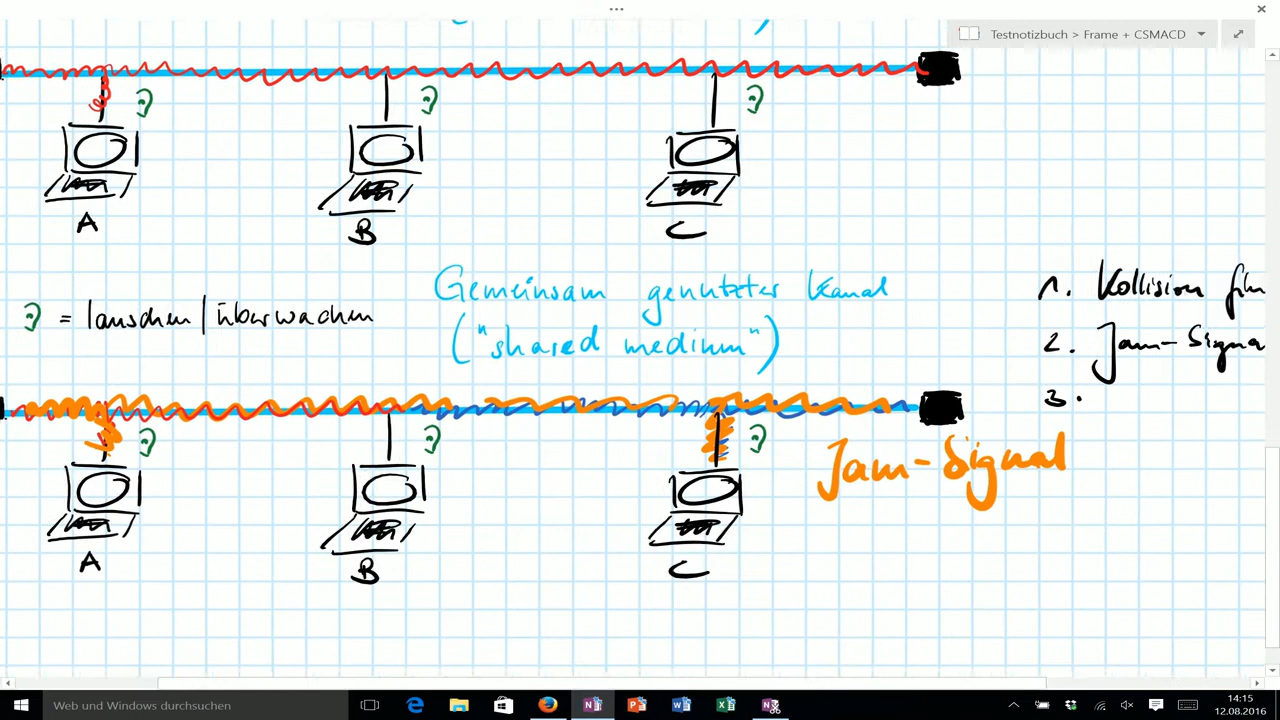 Testnotizbuch > Frame + CSMACD
A
B
C
= lauschen / überwachen
Gemeinsam genutzter Kanal
("shared medium")
1. Kollision
2. Jam-Signa
3.
Jam-Signal
A
B
C
Web und Windows durchsuchen
14:15
12.08.2016